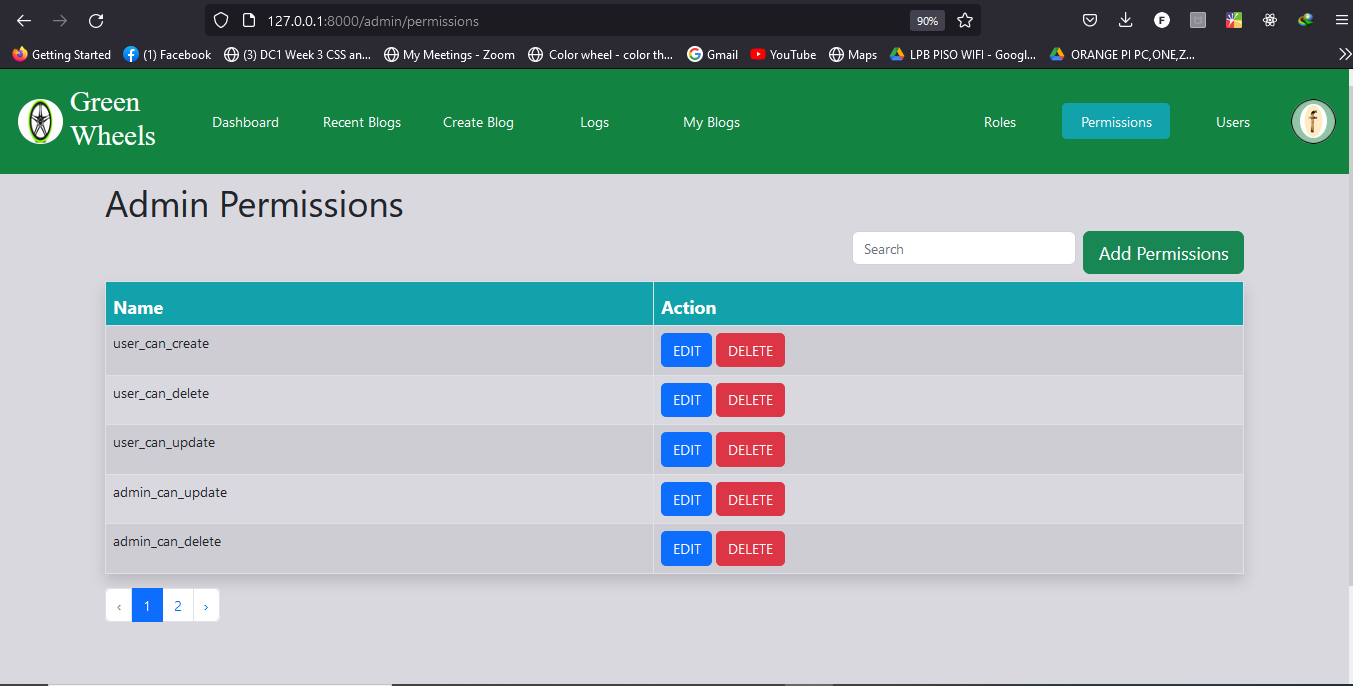 127.0.0.1:8000/admin/permissions 90% F
Getting Started (1) Facebook (3) DC1 Week 3 CSS an... My Meetings - Zoom Color wheel - color th... Gmail YouTube Maps LPB PISO WIFI - Googl... ORANGE PI PC,ONE,Z...
Green
Wheels
Dashboard Recent Blogs Create Blog Logs My Blogs Roles Permissions Users f
Admin Permissions
Search Add Permissions
Name Action
user_can_create EDIT DELETE
user_can_delete EDIT DELETE
user_can_update EDIT DELETE
admin_can_update EDIT DELETE
admin_can_delete EDIT DELETE
‹ 1 2 ›